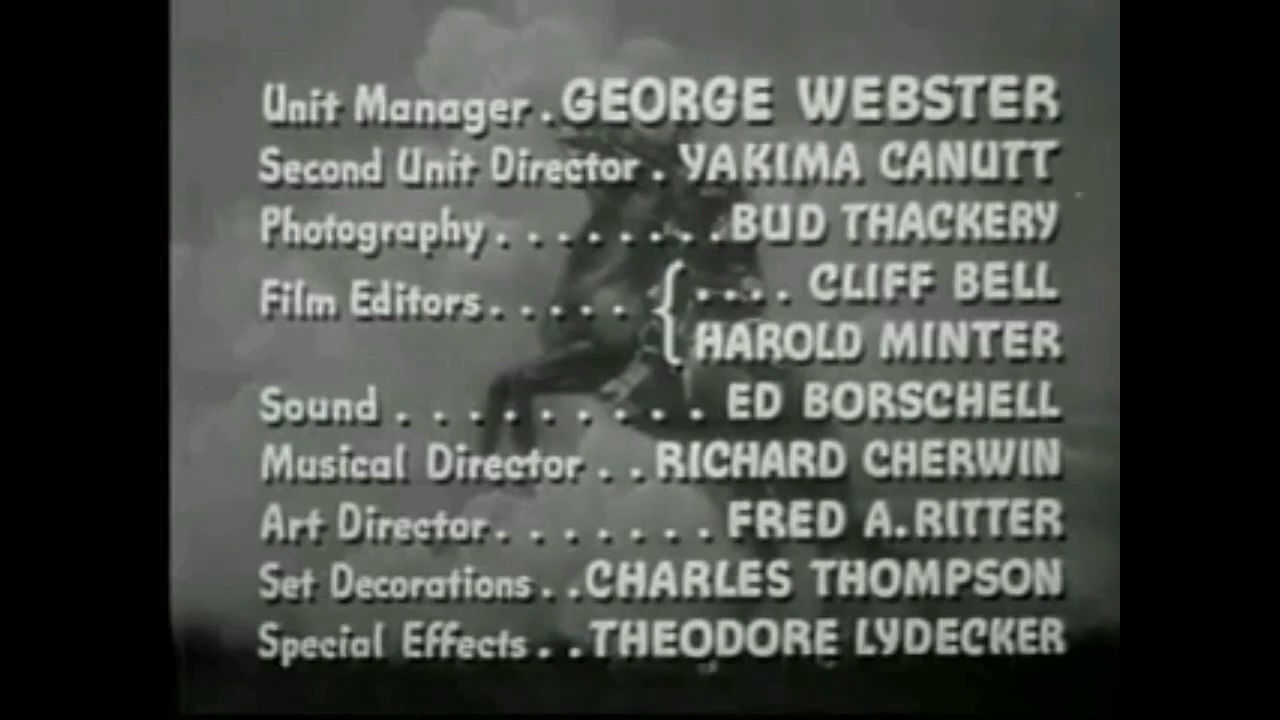 Unit Manager . GEORGE WEBSTER
Second Unit Director . YAKIMA CANUTT
Photography . . . . . . . . BUD THACKERY
Film Editors . . . . . { . . . . CLIFF BELL
HAROLD MINTER
Sound . . . . . . . . . . ED BORSCHELL
Musical Director . . RICHARD CHERWIN
Art Director . . . . . . . FRED A. RITTER
Set Decorations . . CHARLES THOMPSON
Special Effects . . THEODORE LYDECKER